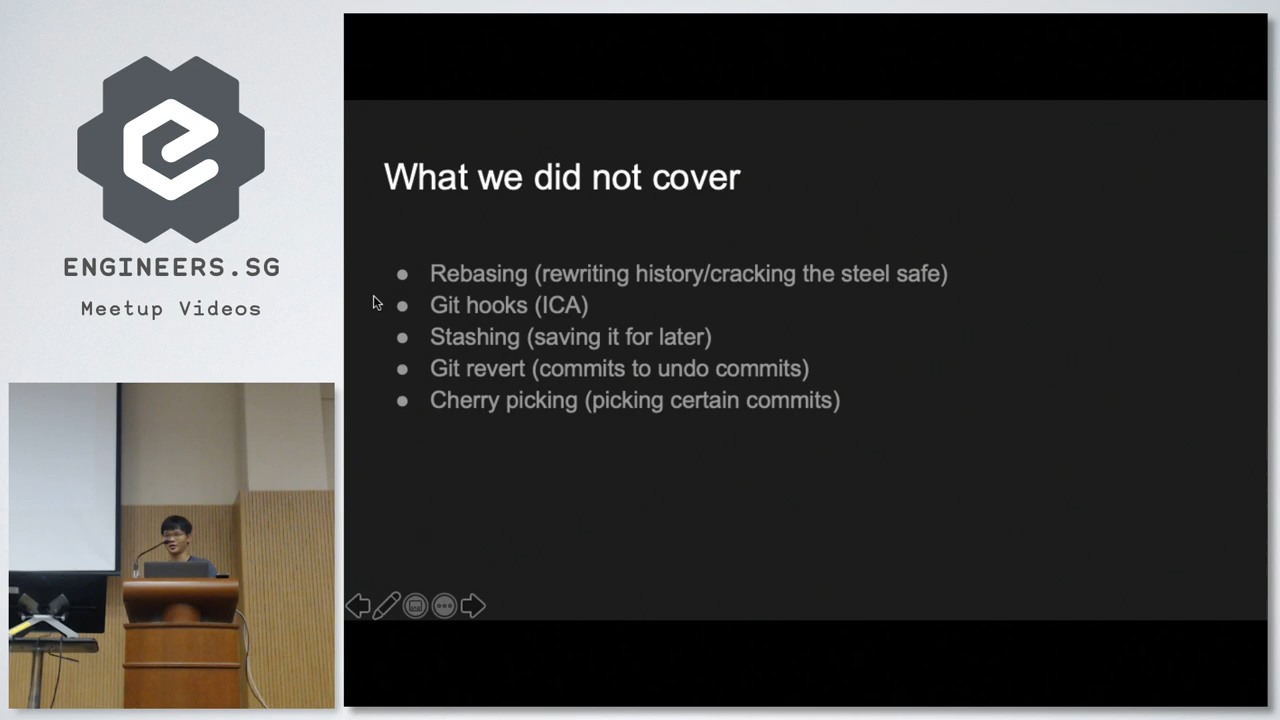 ENGINEERS.SG
Meetup Videos
What we did not cover
● Rebasing (rewriting history/cracking the steel safe)
● Git hooks (ICA)
● Stashing (saving it for later)
● Git revert (commits to undo commits)
● Cherry picking (picking certain commits)